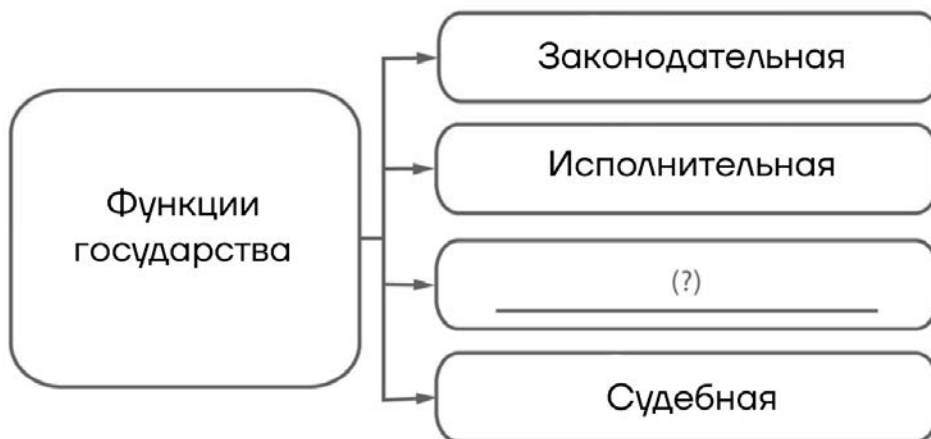 Функции
государства
Законодательная
Исполнительная
(?)
Судебная